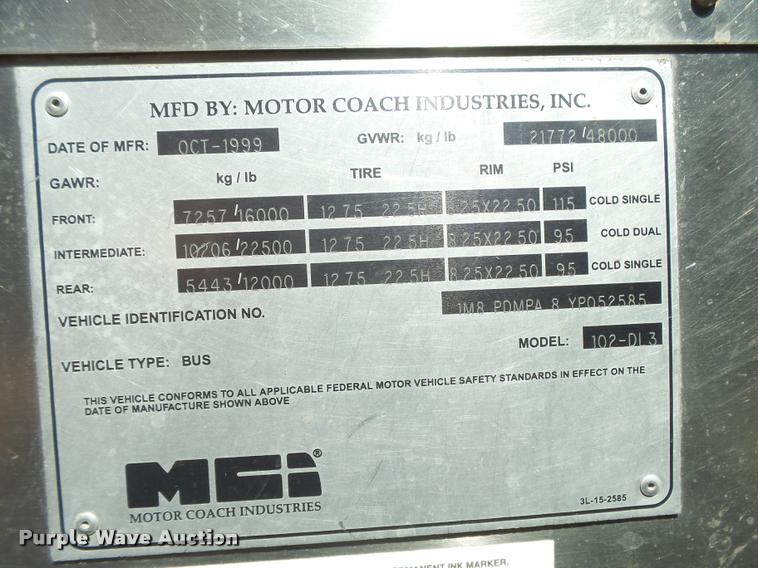 MFD BY: MOTOR COACH INDUSTRIES, INC.
DATE OF MFR: OCT-1999 GVWR: kg / lb 21772/48000
GAWR: kg / lb TIRE RIM PSI
FRONT: 7257/16000 12.75 22.5H 8.25X22.50 115 COLD SINGLE
INTERMEDIATE: 10206/22500 12.75 22.5H 8.25X22.50 95 COLD DUAL
REAR: 5443/12000 12.75 22.5H 8.25X22.50 95 COLD SINGLE
VEHICLE IDENTIFICATION NO. 1M8 PDMPA 8 YP052585
VEHICLE TYPE: BUS MODEL: 102-DL3
THIS VEHICLE CONFORMS TO ALL APPLICABLE FEDERAL MOTOR VEHICLE SAFETY STANDARDS IN EFFECT ON THE
DATE OF MANUFACTURE SHOWN ABOVE
MCI®
MOTOR COACH INDUSTRIES
3L-15-2585
Purple Wave Auction
INK MARKER,